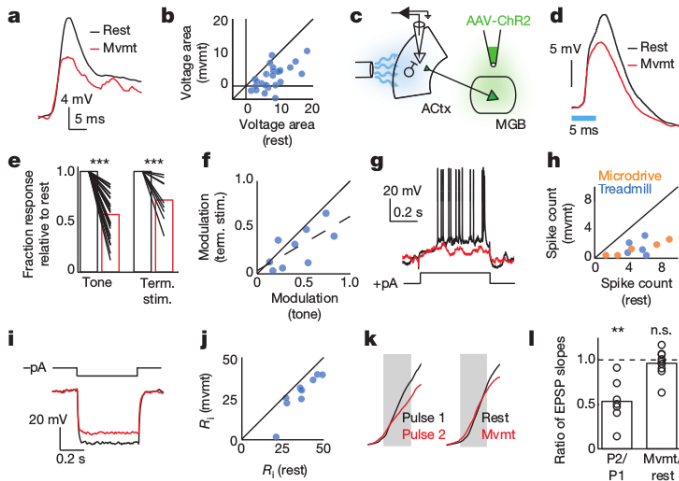 a
Rest
Mvmt
4 mV
5 ms
b
Voltage area
(mvmt)
20
10
0
0
10
20
Voltage area
(rest)
c
AAV-ChR2
ACtx
MGB
d
5 mV
Rest
Mvmt
5 ms
e
Fraction response
relative to rest
1.0
0.5
0
***
***
Tone
Term.
stim.
f
Modulation
(term. stim.)
1.0
0.5
0
0
0.5
1.0
Modulation
(tone)
g
20 mV
0.2 s
+pA
h
Microdrive
Treadmill
Spike count
(mvmt)
8
4
0
0
4
8
Spike count
(rest)
i
–pA
20 mV
0.2 s
j
Ri (mvmt)
50
25
0
0
25
50
Ri (rest)
k
Pulse 1
Pulse 2
Rest
Mvmt
l
Ratio of EPSP slopes
1.0
0.5
0
**
n.s.
P2/
P1
Mvmt/
rest